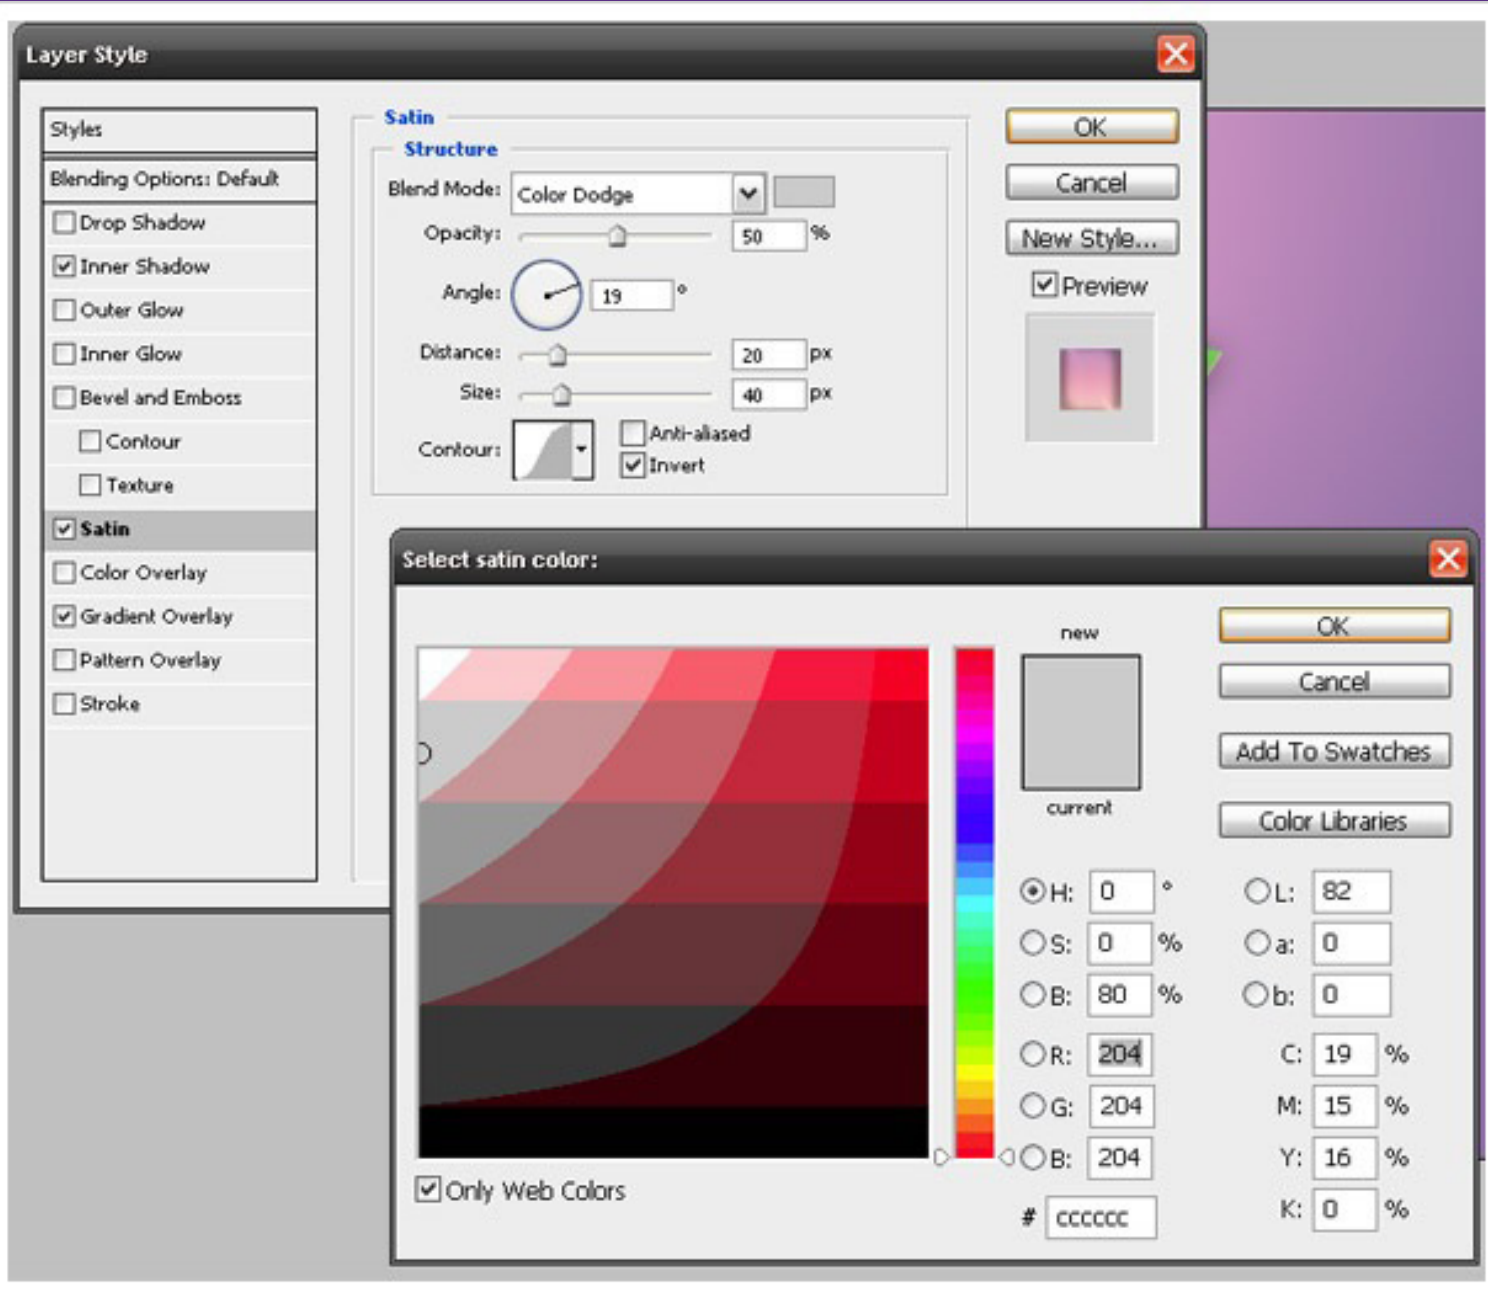 Layer Style
Styles
Blending Options: Default
Drop Shadow
Inner Shadow
Outer Glow
Inner Glow
Bevel and Emboss
Contour
Texture
Satin
Color Overlay
Gradient Overlay
Pattern Overlay
Stroke
Satin
Structure
Blend Mode: Color Dodge
Opacity: 50 %
Angle: 19 °
Distance: 20 px
Size: 40 px
Contour:
Anti-aliased
Invert
OK
Cancel
New Style...
Preview
Select satin color:
new
current
OK
Cancel
Add To Swatches
Color Libraries
H: 0 °
S: 0 %
B: 80 %
R: 204
G: 204
B: 204
# cccccc
L: 82
a: 0
b: 0
C: 19 %
M: 15 %
Y: 16 %
K: 0 %
Only Web Colors